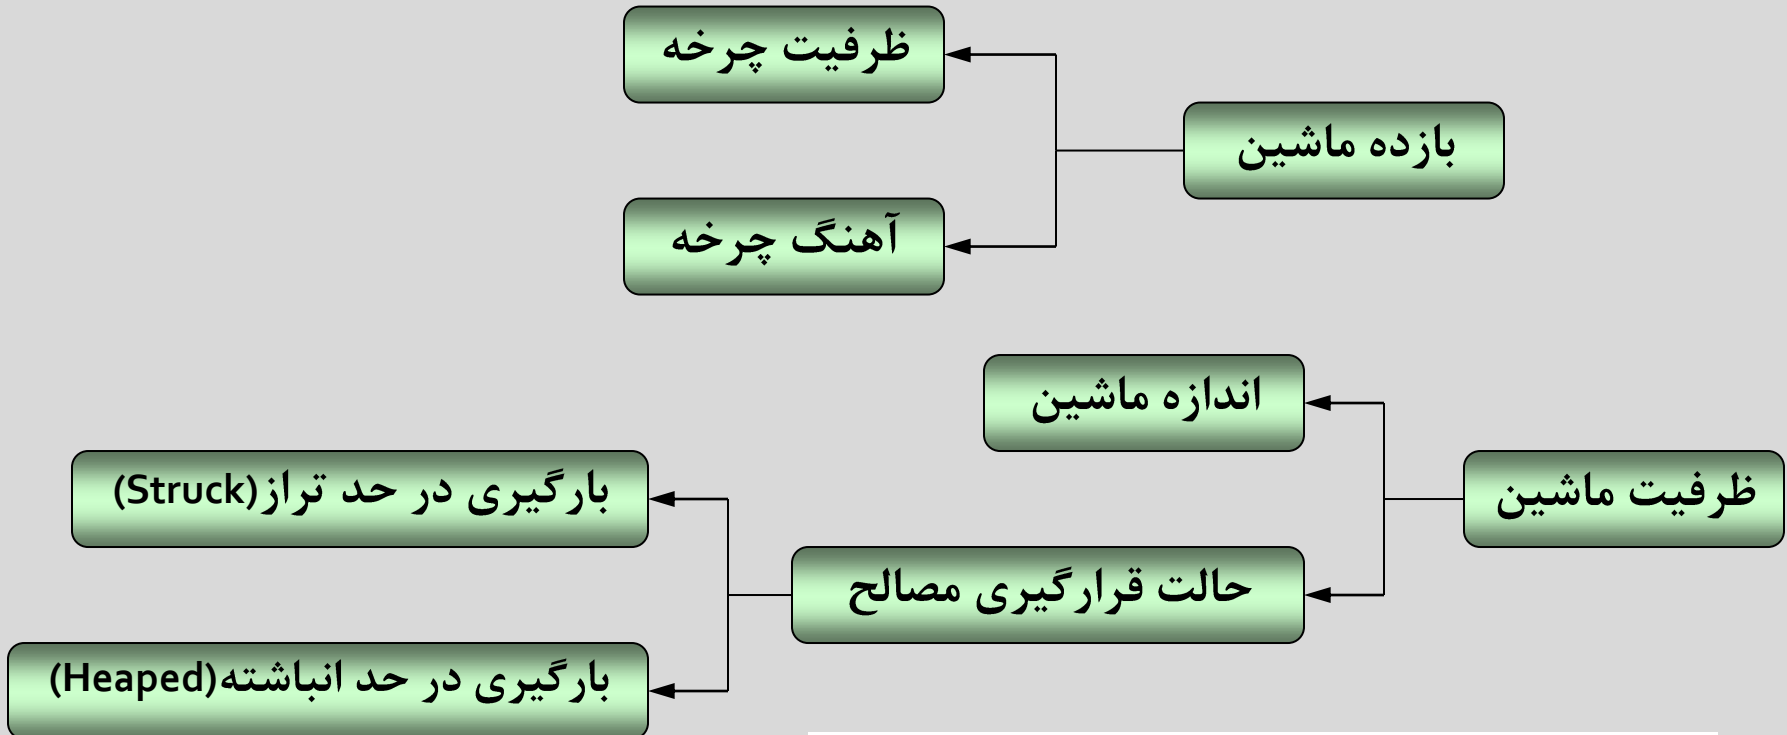 ظرفیت چرخه
بازده ماشین
آهنگ چرخه
اندازه ماشین
ظرفیت ماشین
بارگیری در حد تراز(Struck)
حالت قرارگیری مصالح
بارگیری در حد انباشته(Heaped)